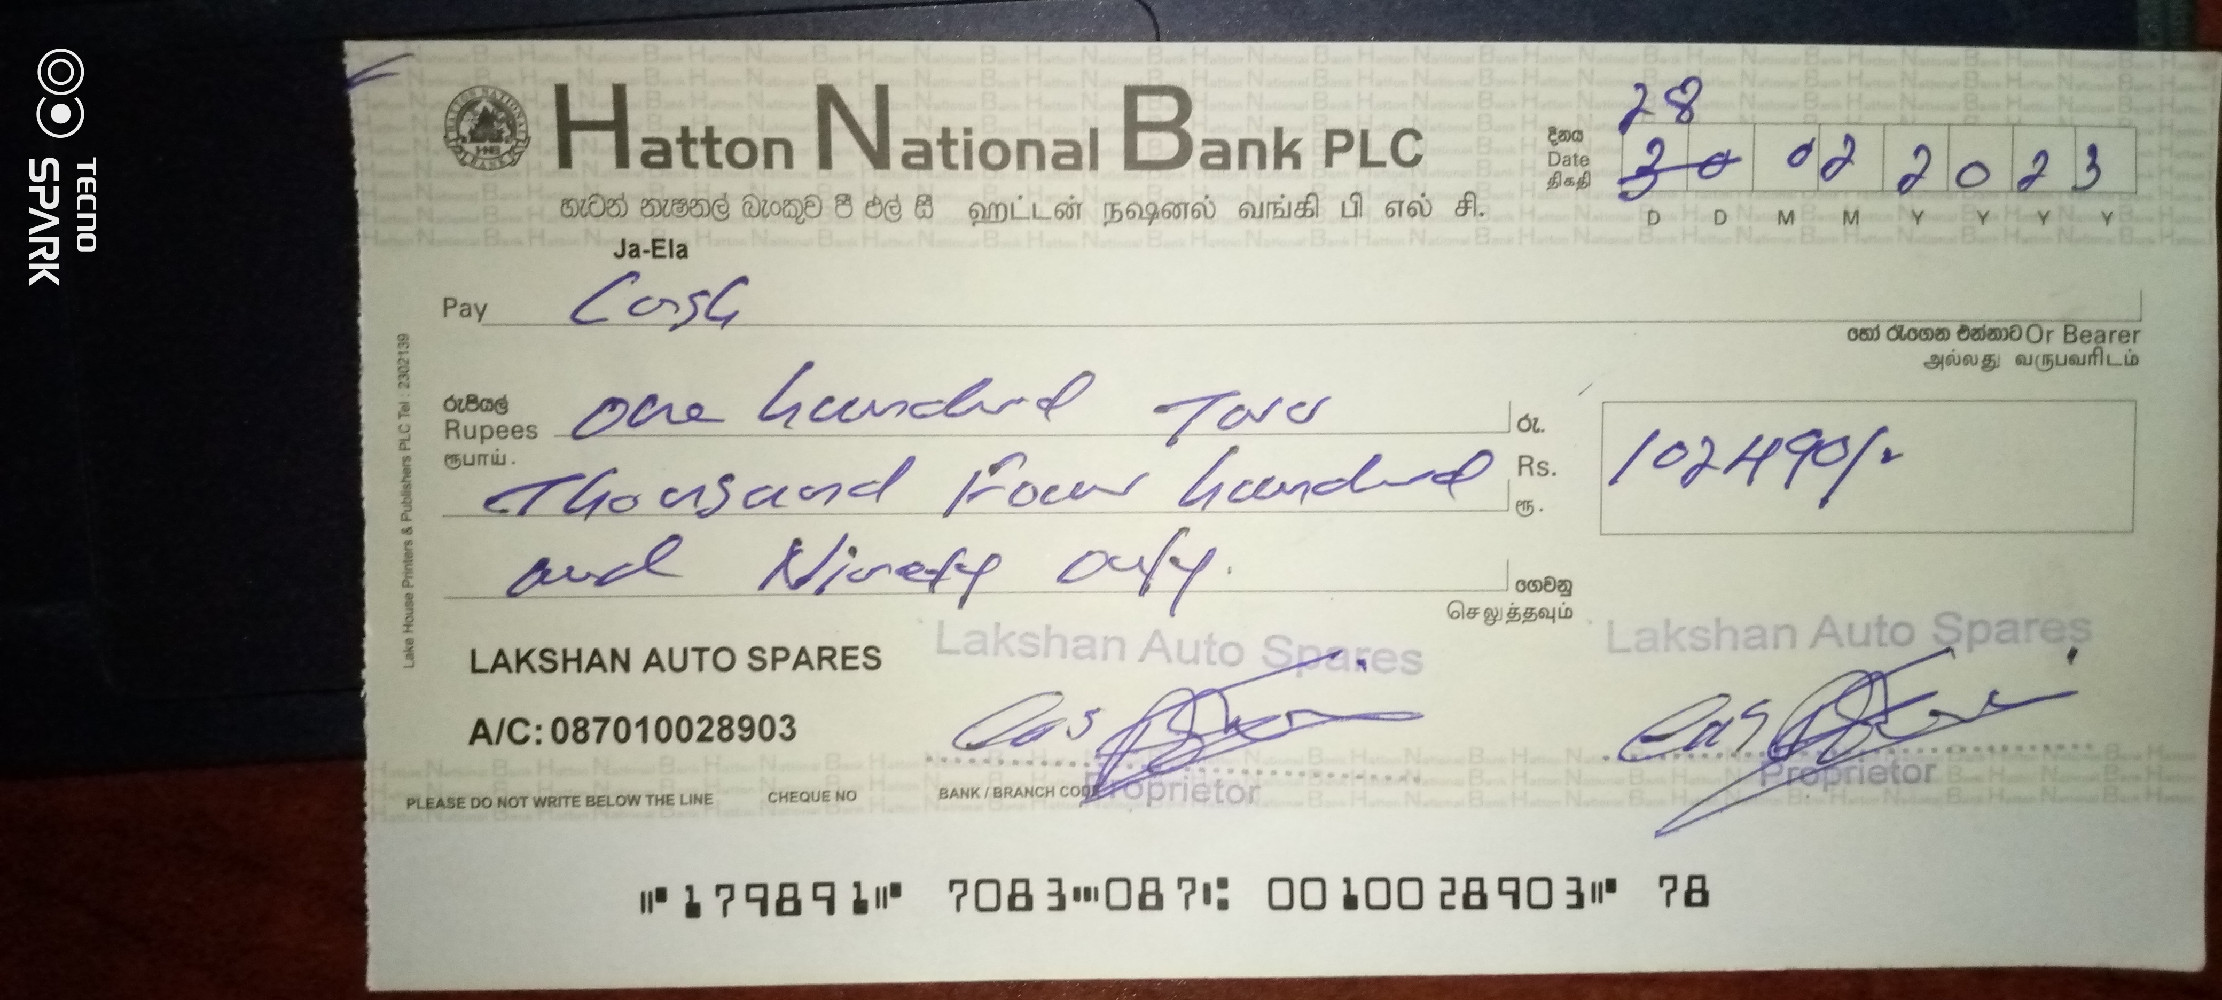 TECNO
SPARK
Hatton National Bank PLC
හැටන් නැෂනල් බැංකුව පී එල් සී ஹட்டன் நஷனல் வங்கி பி எல் சி.
Ja-Ela
28
දිනය
Date
திகதி
30 02 2023
D D M M Y Y Y Y
Pay Cash
හෝ රැගෙන එන්නාට Or Bearer
அல்லது வருபவரிடம்
රුපියල්
Rupees
ரூபாய்.
One hundred Two
Thousand Four hundred
and Ninety Only.
රු.
Rs.
ரூ.
102490/-
ගෙවනු
செலுத்தவும்
Lake House Printers & Publishers PLC Tel : 2302139
LAKSHAN AUTO SPARES
A/C: 087010028903
Lakshan Auto Spares
Proprietor
Lakshan Auto Spares
Proprietor
PLEASE DO NOT WRITE BELOW THE LINE CHEQUE NO BANK / BRANCH CODE
⑈179891⑈ 7083⑉087⑆ 0010028903⑈ 78